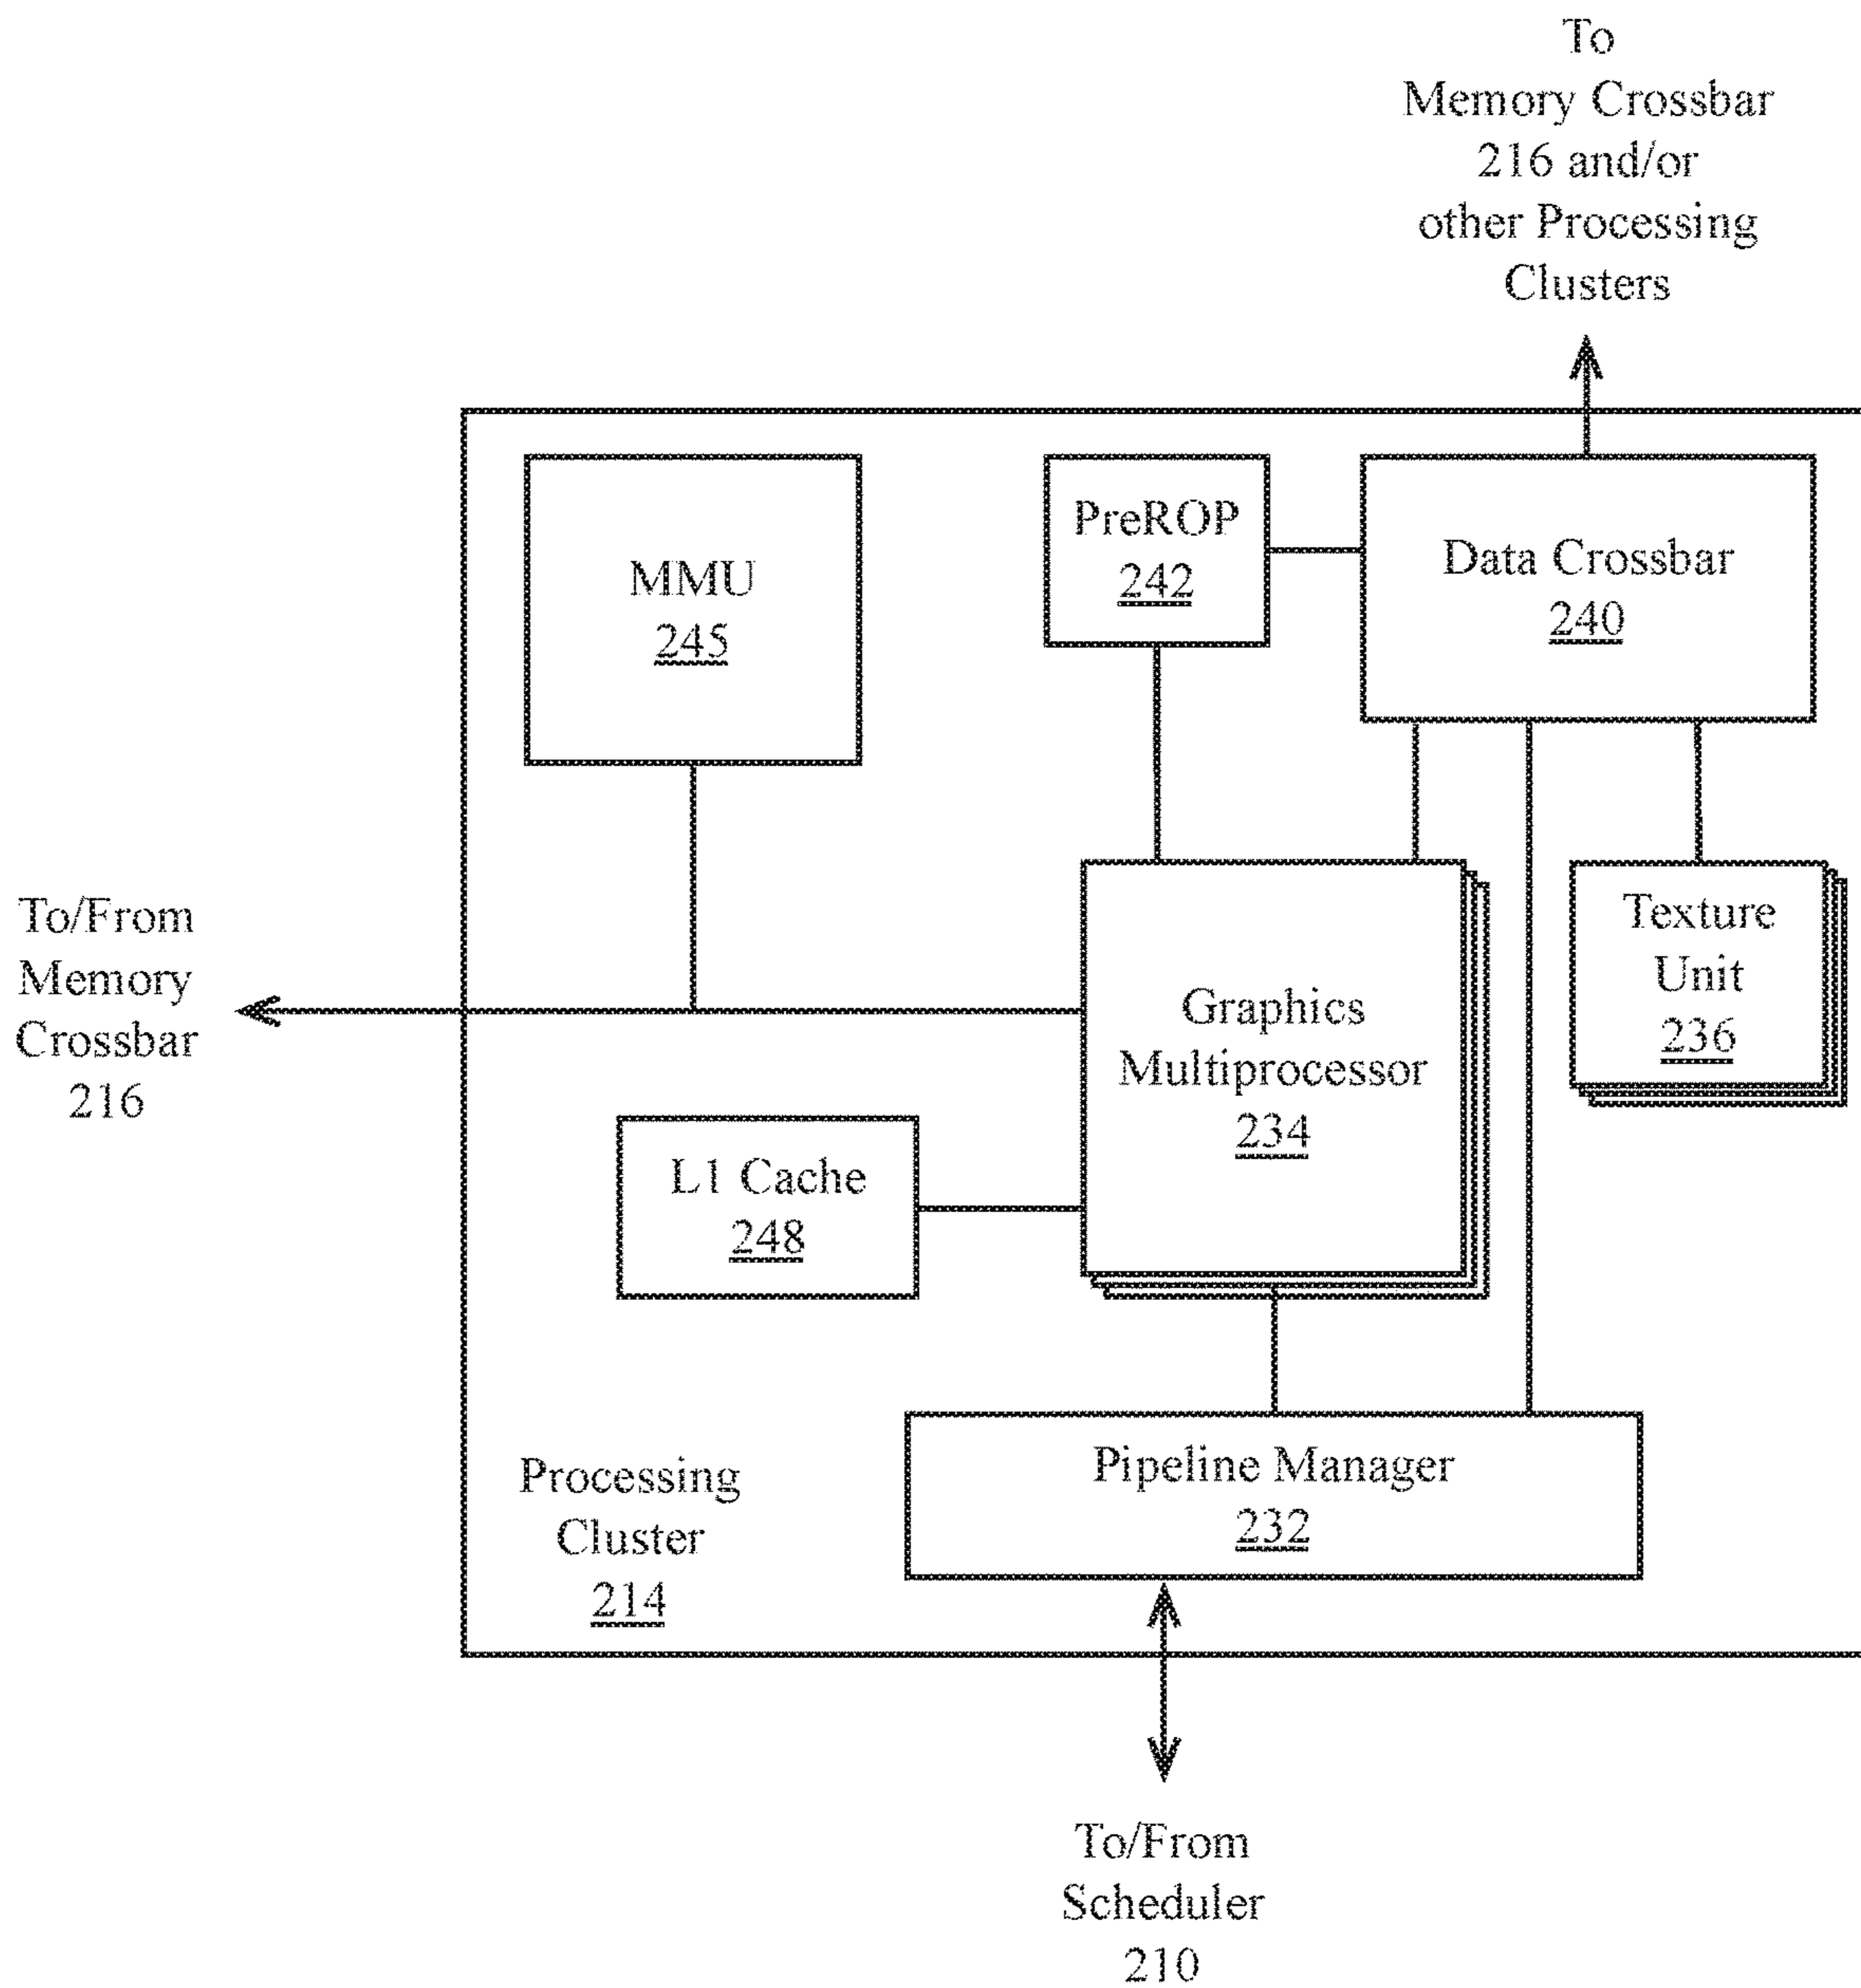 To
Memory Crossbar
216 and/or
other Processing
Clusters
MMU
245
PreROP
242
Data Crossbar
240
To/From
Memory
Crossbar
216
Graphics
Multiprocessor
234
Texture
Unit
236
L1 Cache
248
Processing
Cluster
214
Pipeline Manager
232
To/From
Scheduler
210